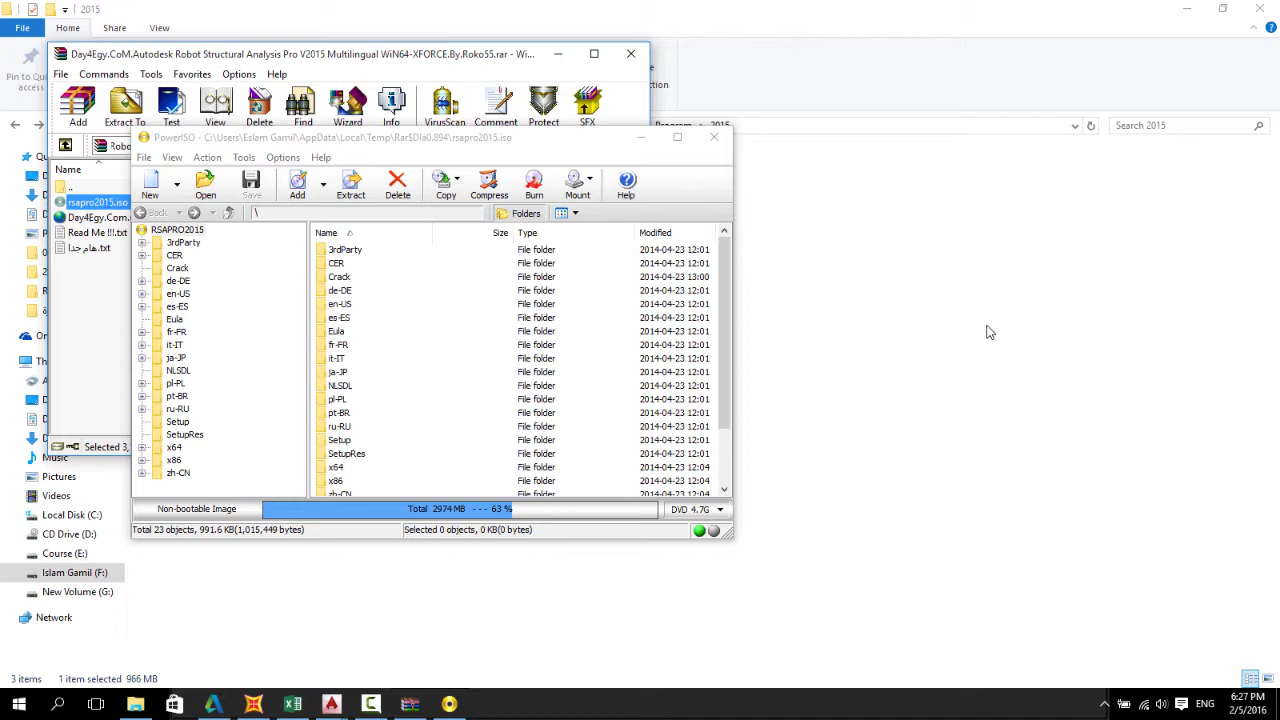 2015
File Home Share View
Pin to Quick access
Day4Egy.CoM.Autodesk Robot Structural Analysis Pro V2015 Multilingual WiN64-XFORCE.By.Roko55.rar - Wi...
File Commands Tools Favorites Options Help
Add Extract To Test View Delete Find Wizard Info VirusScan Comment Protect SFX
Program › 2015
Search 2015
Name
..
rsapro2015.iso
Day4Egy.Com.
Read Me !!!.txt
هام جدا.txt
Selected 3,
PowerISO - C:\Users\Eslam Gamil\AppData\Local\Temp\Rar$DIa0.894\rsapro2015.iso
File View Action Tools Options Help
New Open Save Add Extract Delete Copy Compress Burn Mount Help
Back \ Folders
RSAPRO2015
3rdParty
CER
Crack
de-DE
en-US
es-ES
Eula
fr-FR
it-IT
ja-JP
NLSDL
pl-PL
pt-BR
ru-RU
Setup
SetupRes
x64
x86
zh-CN
Name Size Type Modified
3rdParty File folder 2014-04-23 12:01
CER File folder 2014-04-23 12:01
Crack File folder 2014-04-23 13:00
de-DE File folder 2014-04-23 12:01
en-US File folder 2014-04-23 12:01
es-ES File folder 2014-04-23 12:01
Eula File folder 2014-04-23 12:01
fr-FR File folder 2014-04-23 12:01
it-IT File folder 2014-04-23 12:01
ja-JP File folder 2014-04-23 12:01
NLSDL File folder 2014-04-23 12:01
pl-PL File folder 2014-04-23 12:01
pt-BR File folder 2014-04-23 12:01
ru-RU File folder 2014-04-23 12:01
Setup File folder 2014-04-23 12:01
SetupRes File folder 2014-04-23 12:01
x64 File folder 2014-04-23 12:04
x86 File folder 2014-04-23 12:04
zh-CN File folder 2014-04-23 12:01
Non-bootable Image Total 2974 MB --- 63 % DVD 4.7G
Total 23 objects, 991.6 KB(1,015,449 bytes) Selected 0 objects, 0 KB(0 bytes)
Music
Pictures
Videos
Local Disk (C:)
CD Drive (D:)
Course (E:)
Islam Gamil (F:)
New Volume (G:)
Network
3 items 1 item selected 966 MB
ENG
6:27 PM
2/5/2016